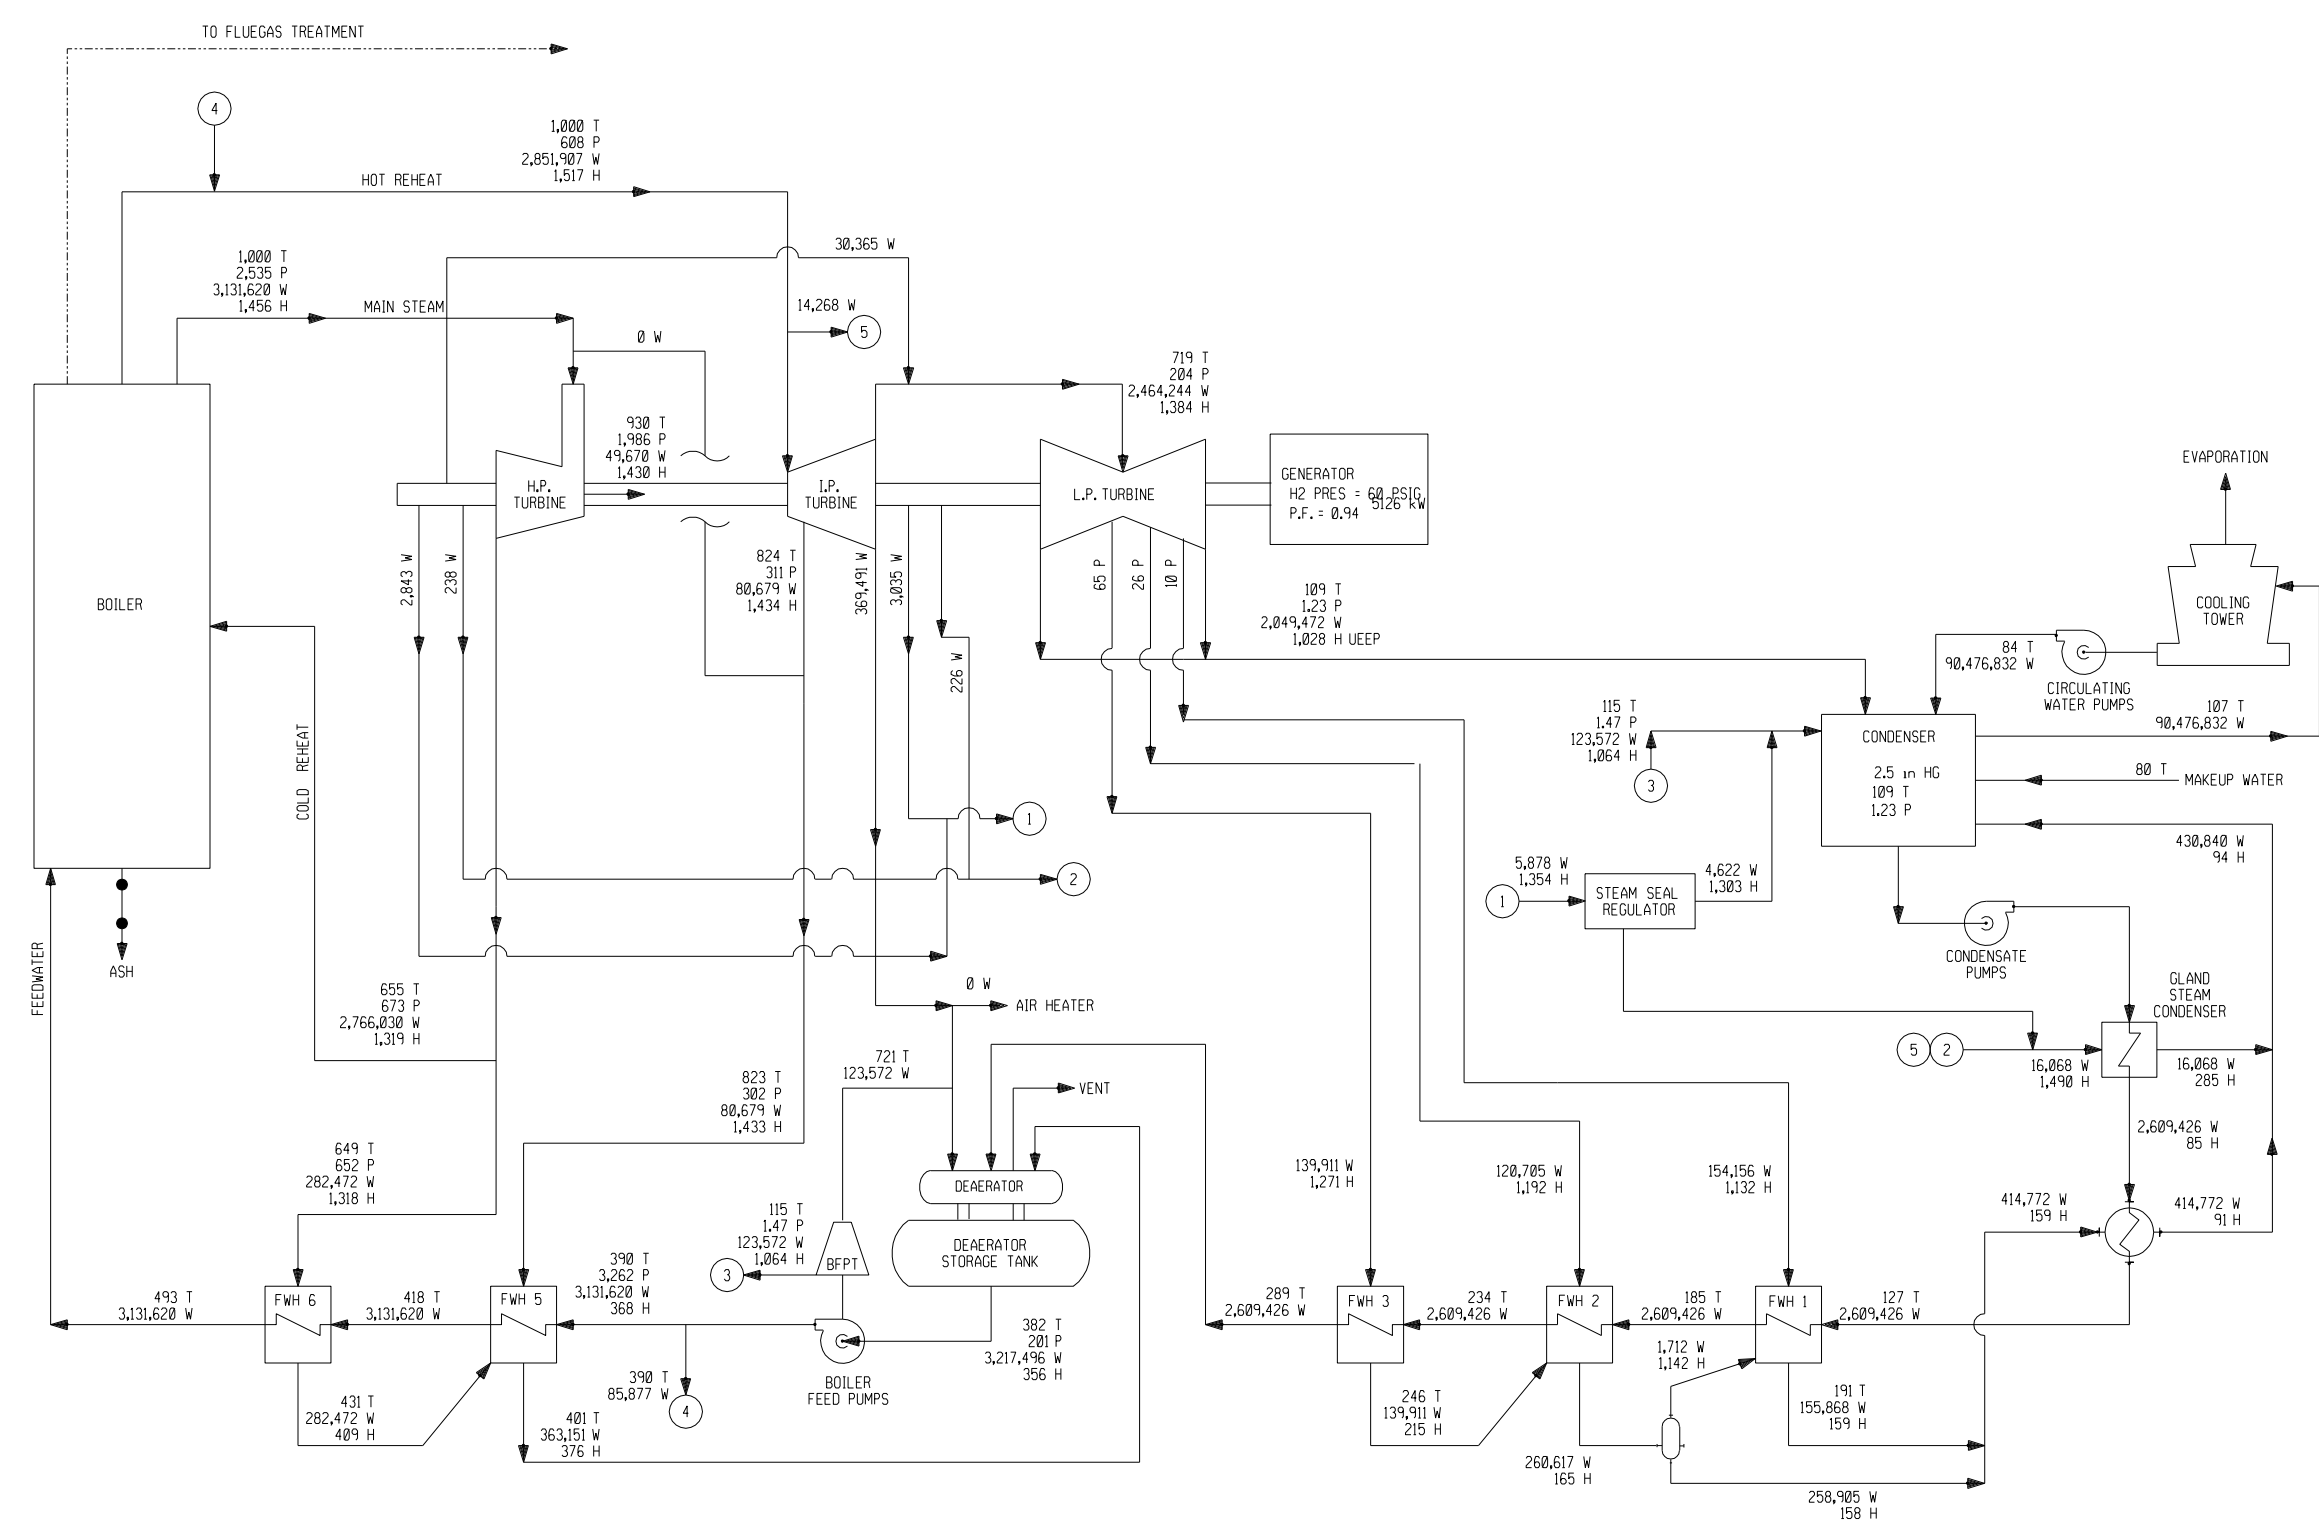 TO FLUEGAS TREATMENT
4
1,000 T
608 P
2,851,907 W
1,517 H
HOT REHEAT
30,365 W
1,000 T
2,535 P
3,131,620 W
1,456 H
MAIN STEAM
14,268 W
5
0 W
719 T
204 P
2,464,244 W
1,384 H
930 T
1,986 P
49,670 W
1,430 H
H.P.
TURBINE
I.P.
TURBINE
L.P. TURBINE
GENERATOR
H2 PRES = 60 PSIG
5126 kW
P.F. = 0.94
EVAPORATION
COOLING
TOWER
BOILER
2,843 W
238 W
824 T
311 P
80,679 W
1,434 H
369,491 W
3,035 W
226 W
65 P
26 P
10 P
109 T
1.23 P
2,049,472 W
1,028 H UEEP
84 T
90,476,832 W
CIRCULATING
WATER PUMPS
107 T
90,476,832 W
COLD REHEAT
115 T
1.47 P
123,572 W
1,064 H
3
CONDENSER
2.5 in HG
109 T
1.23 P
80 T
MAKEUP WATER
430,840 W
94 H
1
2
5,878 W
1,354 H
1
STEAM SEAL
REGULATOR
4,622 W
1,303 H
CONDENSATE
PUMPS
FEEDWATER
ASH
655 T
673 P
2,766,030 W
1,319 H
0 W
AIR HEATER
GLAND
STEAM
CONDENSER
5
2
16,068 W
1,490 H
16,068 W
285 H
721 T
123,572 W
VENT
823 T
302 P
80,679 W
1,433 H
2,609,426 W
85 H
649 T
652 P
282,472 W
1,318 H
DEAERATOR
139,911 W
1,271 H
120,705 W
1,192 H
154,156 W
1,132 H
414,772 W
159 H
414,772 W
91 H
115 T
1.47 P
123,572 W
1,064 H
3
BFPT
DEAERATOR
STORAGE TANK
390 T
3,262 P
3,131,620 W
368 H
493 T
3,131,620 W
FWH 6
418 T
3,131,620 W
FWH 5
289 T
2,609,426 W
FWH 3
234 T
2,609,426 W
FWH 2
185 T
2,609,426 W
FWH 1
127 T
2,609,426 W
382 T
201 P
3,217,496 W
356 H
BOILER
FEED PUMPS
390 T
85,877 W
4
1,712 W
1,142 H
431 T
282,472 W
409 H
401 T
363,151 W
376 H
246 T
139,911 W
215 H
191 T
155,868 W
159 H
260,617 W
165 H
258,905 W
158 H